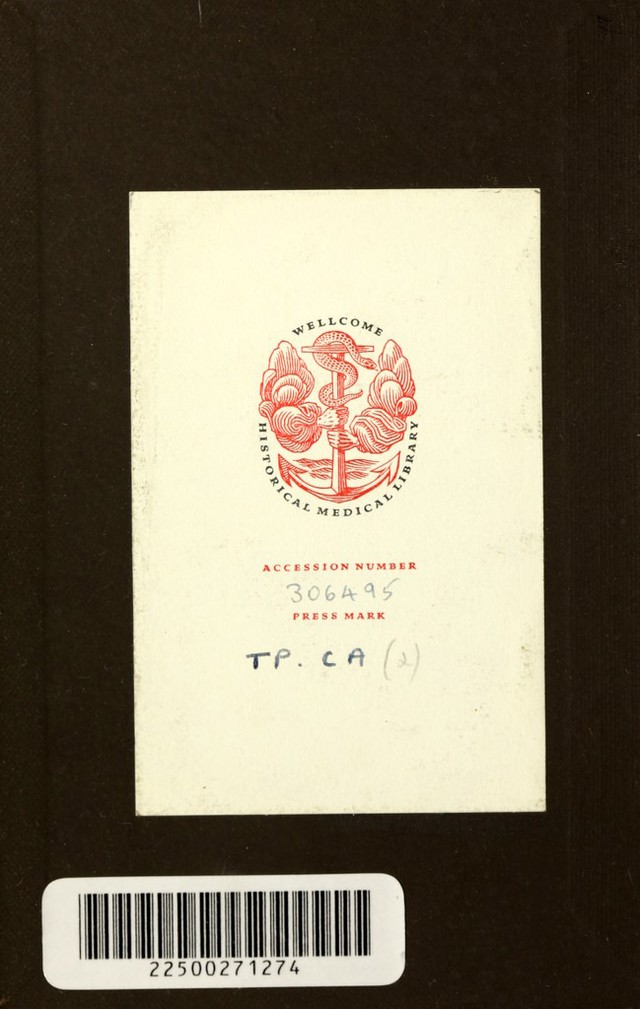 WELLCOME
HISTORICAL MEDICAL LIBRARY
ACCESSION NUMBER
306495
PRESS MARK
TP. CA (2)
22500271274